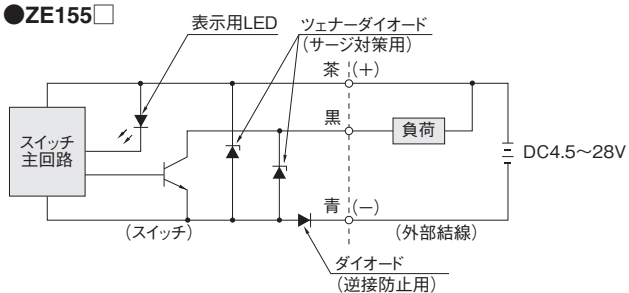 ●ZE155□
表示用LED
ツェナーダイオード
(サージ対策用)
茶 (+)
黒
負荷
スイッチ
主回路
DC4.5～28V
青 (−)
(スイッチ)
(外部結線)
ダイオード
(逆接防止用)